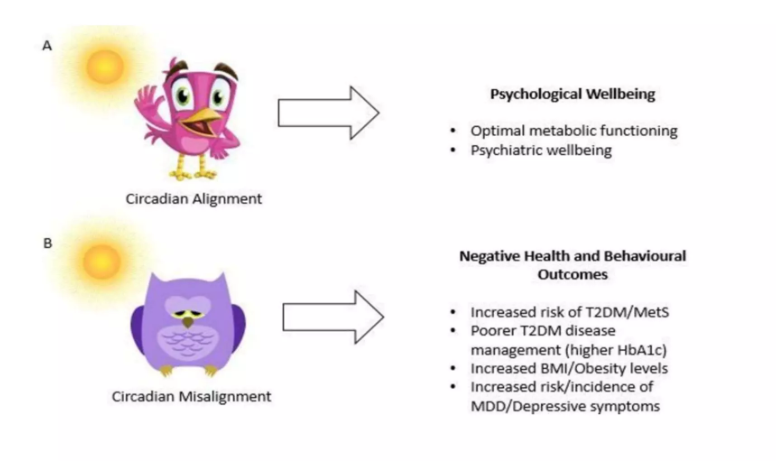 A
Psychological Wellbeing
• Optimal metabolic functioning
• Psychiatric wellbeing
Circadian Alignment
B
Negative Health and Behavioural
Outcomes
• Increased risk of T2DM/MetS
• Poorer T2DM disease
management (higher HbA1c)
• Increased BMI/Obesity levels
• Increased risk/incidence of
MDD/Depressive symptoms
Circadian Misalignment